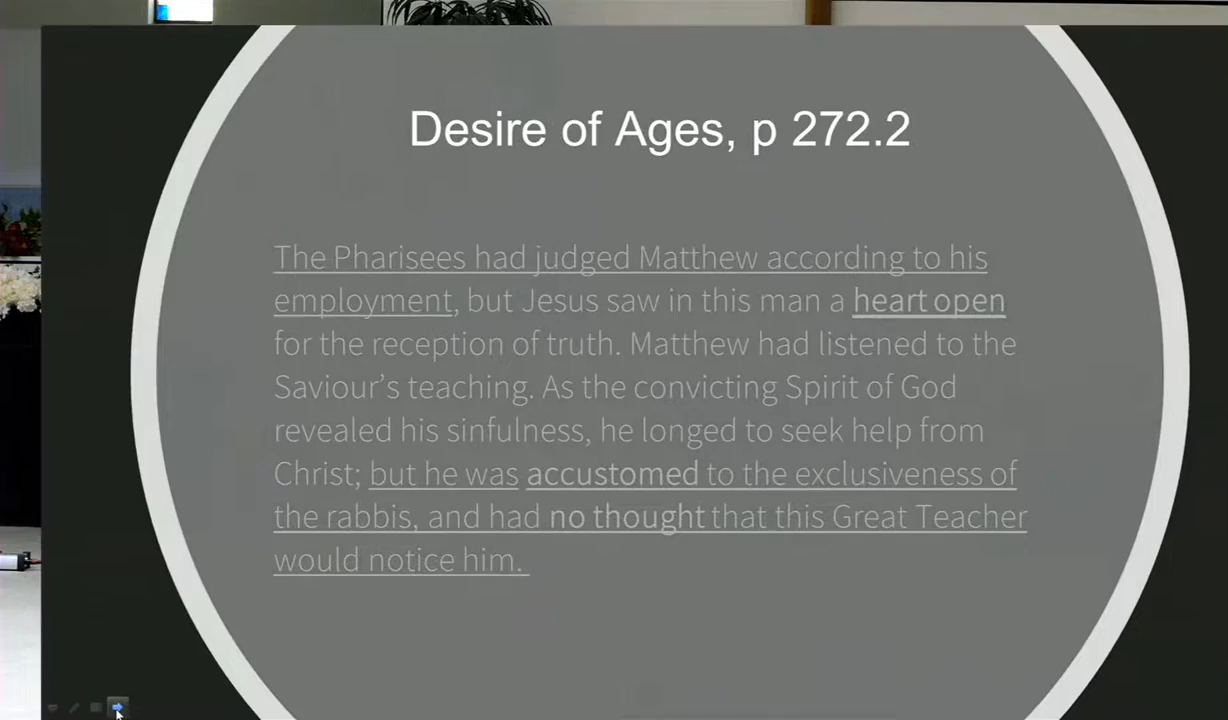 Desire of Ages, p 272.2
The Pharisees had judged Matthew according to his
employment, but Jesus saw in this man a heart open
for the reception of truth. Matthew had listened to the
Saviour's teaching. As the convicting Spirit of God
revealed his sinfulness, he longed to seek help from
Christ; but he was accustomed to the exclusiveness of
the rabbis, and had no thought that this Great Teacher
would notice him.